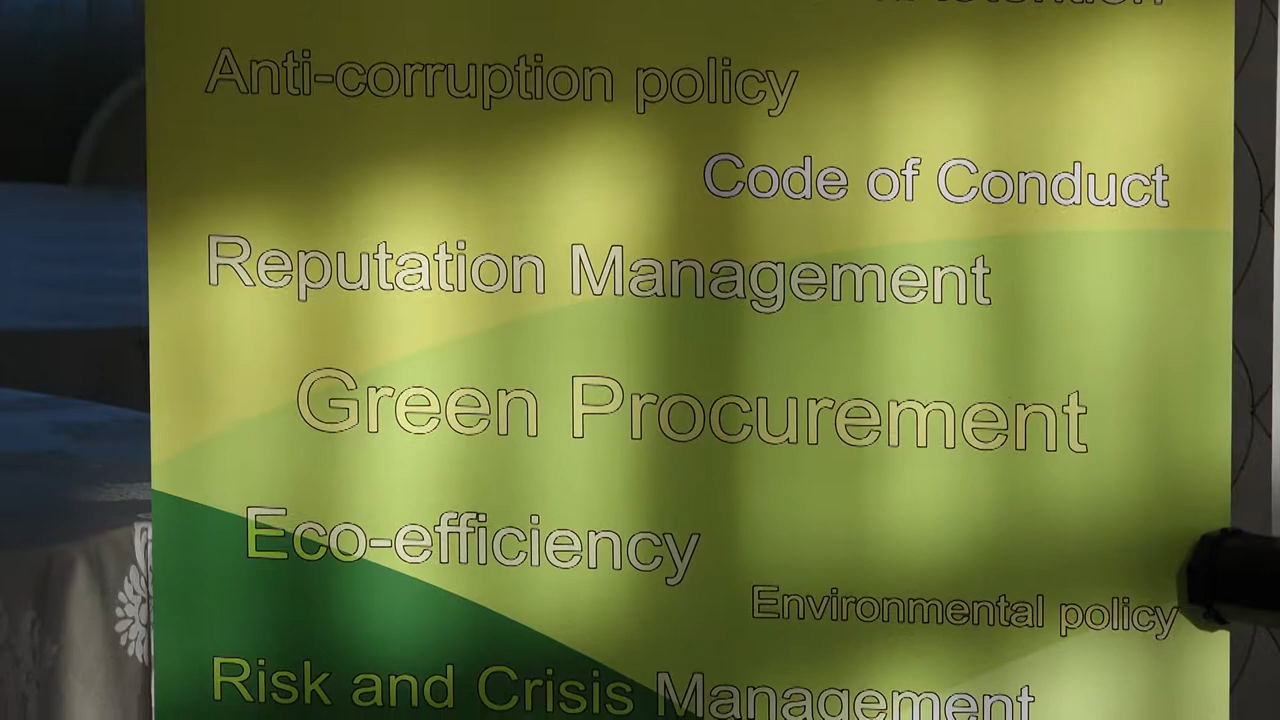 Anti-corruption policy
Code of Conduct
Reputation Management
Green Procurement
Eco-efficiency
Environmental policy
Risk and Crisis Management